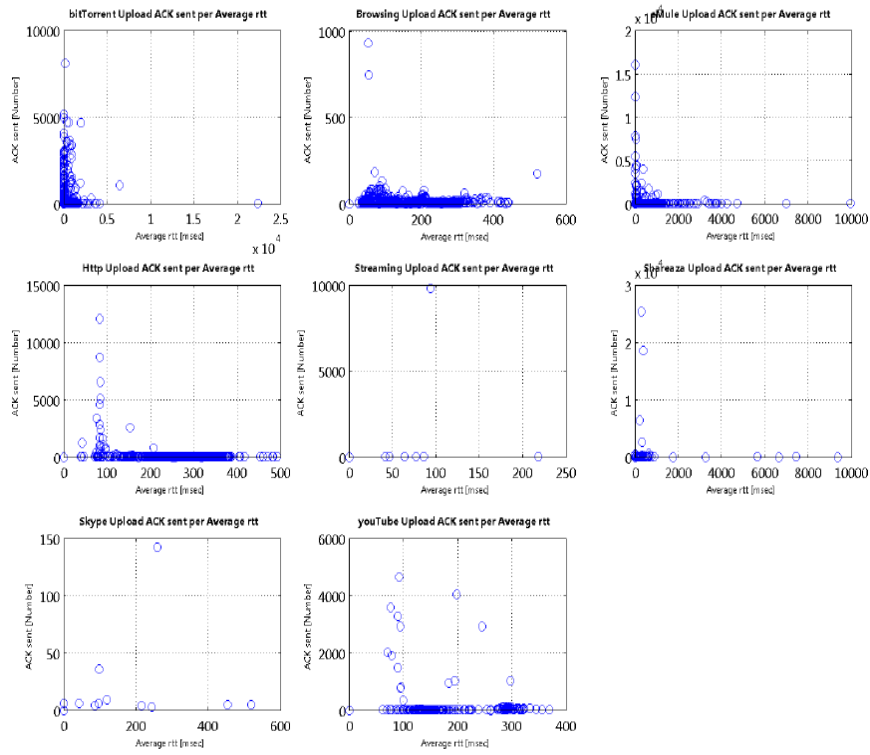 bitTorrent Upload ACK sent per Average rtt
10000
5000
0
ACK sent [Number]
0 0.5 1 1.5 2 2.5
Average rtt [msec]
x 10^4
Browsing Upload ACK sent per Average rtt
1000
500
0
ACK sent [Number]
0 200 400 600
Average rtt [msec]
x 10^4
Mule Upload ACK sent per Average rtt
2
1.5
1
0.5
0
ACK sent [Number]
0 2000 4000 6000 8000 10000
Average rtt [msec]
Http Upload ACK sent per Average rtt
15000
10000
5000
0
ACK sent [Number]
0 100 200 300 400 500
Average rtt [msec]
Streaming Upload ACK sent per Average rtt
10000
5000
0
ACK sent [Number]
0 50 100 150 200 250
Average rtt [msec]
x 10^4
Shareaza Upload ACK sent per Average rtt
3
2
1
0
ACK sent [Number]
0 2000 4000 6000 8000 10000
Average rtt [msec]
Skype Upload ACK sent per Average rtt
150
100
50
0
ACK sent [Number]
0 200 400 600
Average rtt [msec]
youTube Upload ACK sent per Average rtt
6000
4000
2000
0
ACK sent [Number]
0 100 200 300 400
Average rtt [msec]